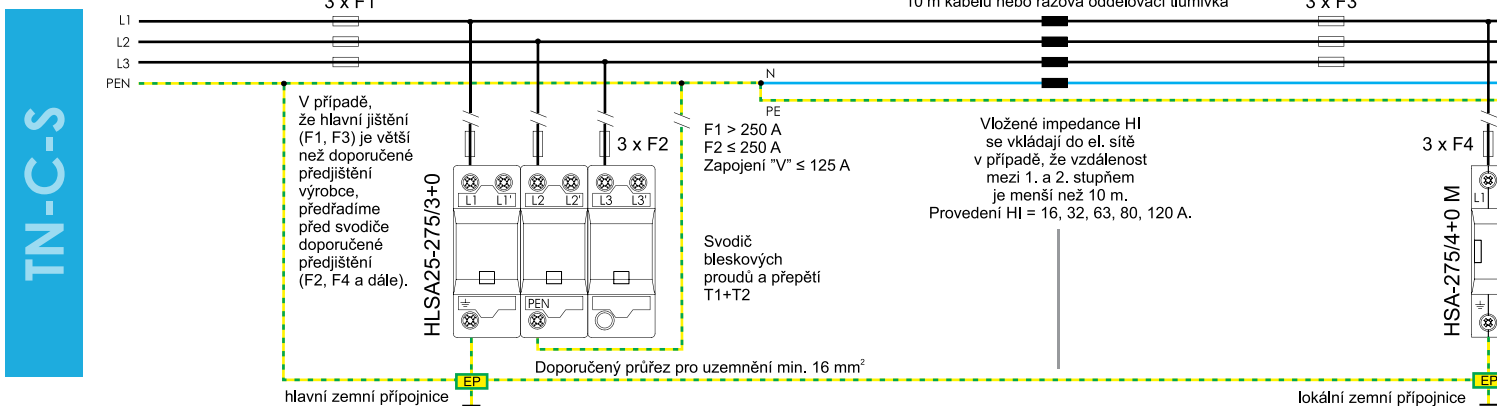 TN-C-S
3 x F1
10 m kabelu nebo rázová oddělovací tlumivka
3 x F3
L1
L2
L3
PEN
N
PE
V případě,
že hlavní jištění
(F1, F3) je větší
než doporučené
předjištění
výrobce,
předřadíme
před svodiče
doporučené
předjištění
(F2, F4 a dále).
3 x F2
F1 > 250 A
F2 ≤ 250 A
Zapojení "V" ≤ 125 A
Vložené impedance HI
se vkládají do el. sítě
v případě, že vzdálenost
mezi 1. a 2. stupňem
je menší než 10 m.
Provedení HI = 16, 32, 63, 80, 120 A.
3 x F4
HLSA25-275/3+0
L1 L1' L2 L2' L3 L3'
PEN
Svodič
bleskových
proudů a přepětí
T1+T2
HSA-275/4+0 M
L1
Doporučený průřez pro uzemnění min. 16 mm²
EP
EP
hlavní zemní přípojnice
lokální zemní přípojnice